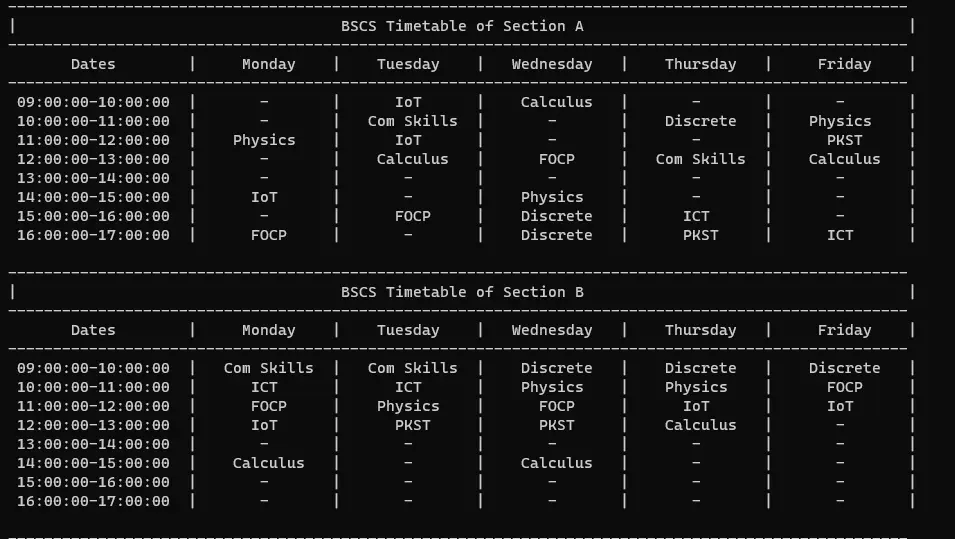 | BSCS Timetable of Section A |
Dates | Monday | Tuesday | Wednesday | Thursday | Friday |
09:00:00-10:00:00 | - | IoT | Calculus | - | - |
10:00:00-11:00:00 | - | Com Skills | - | Discrete | Physics |
11:00:00-12:00:00 | Physics | IoT | - | - | PKST |
12:00:00-13:00:00 | - | Calculus | FOCP | Com Skills | Calculus |
13:00:00-14:00:00 | - | - | - | - | - |
14:00:00-15:00:00 | IoT | - | Physics | - | - |
15:00:00-16:00:00 | - | FOCP | Discrete | ICT | - |
16:00:00-17:00:00 | FOCP | - | Discrete | PKST | ICT |
| BSCS Timetable of Section B |
Dates | Monday | Tuesday | Wednesday | Thursday | Friday |
09:00:00-10:00:00 | Com Skills | Com Skills | Discrete | Discrete | Discrete |
10:00:00-11:00:00 | ICT | ICT | Physics | Physics | FOCP |
11:00:00-12:00:00 | FOCP | Physics | FOCP | IoT | IoT |
12:00:00-13:00:00 | IoT | PKST | PKST | Calculus | - |
13:00:00-14:00:00 | - | - | - | - | - |
14:00:00-15:00:00 | Calculus | - | Calculus | - | - |
15:00:00-16:00:00 | - | - | - | - | - |
16:00:00-17:00:00 | - | - | - | - | - |